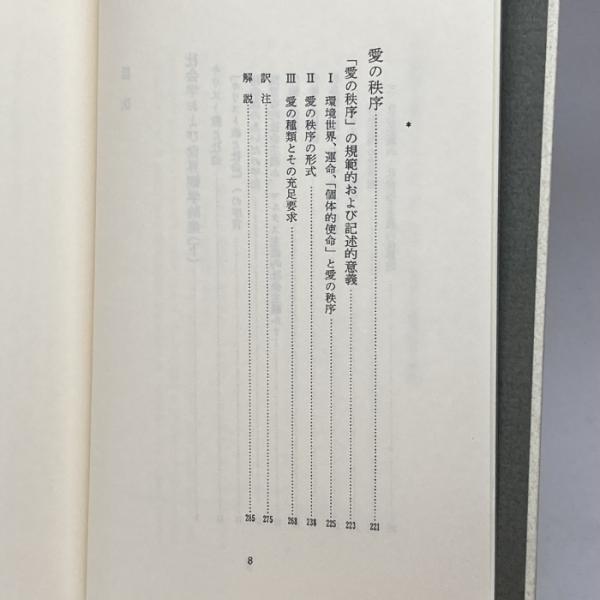 *
愛の秩序……221
「愛の秩序」の規範的および記述的意義……223
Ⅰ 環境世界、運命、「個体的使命」と愛の秩序……225
Ⅱ 愛の秩序の形式……238
Ⅲ 愛の種類とその充足要求……268
訳注……275
解説……285
8